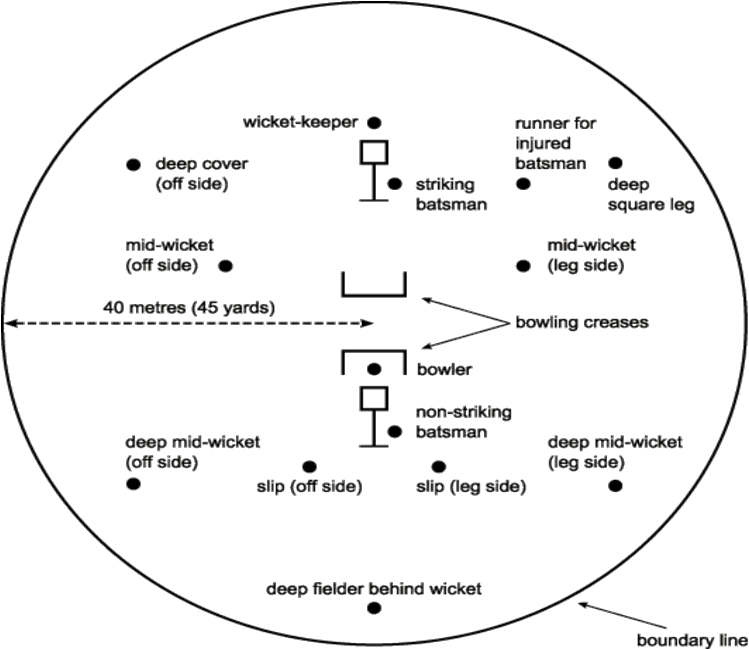 wicket-keeper
runner for
injured
batsman
deep cover
(off side)
striking
batsman
deep
square leg
mid-wicket
(off side)
mid-wicket
(leg side)
40 metres (45 yards)
bowling creases
bowler
non-striking
batsman
deep mid-wicket
(off side)
deep mid-wicket
(leg side)
slip (off side)
slip (leg side)
deep fielder behind wicket
boundary line